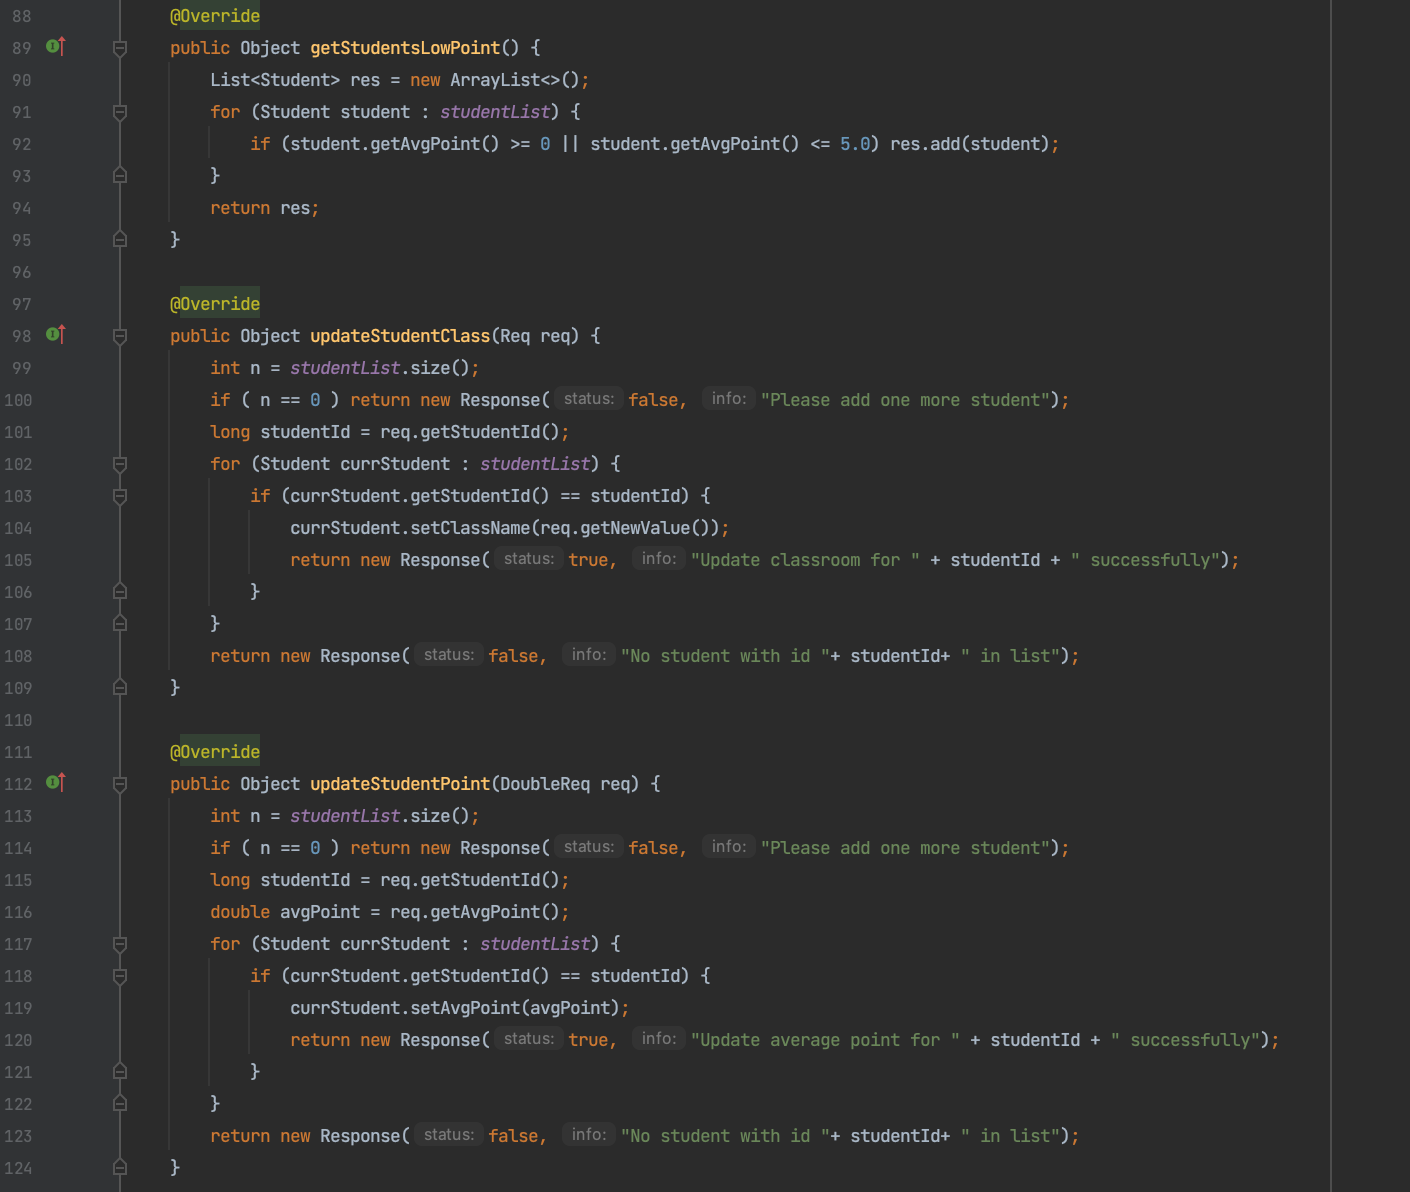 88 @Override
89 public Object getStudentsLowPoint() {
90 List<Student> res = new ArrayList<>();
91 for (Student student : studentList) {
92 if (student.getAvgPoint() >= 0 || student.getAvgPoint() <= 5.0) res.add(student);
93 }
94 return res;
95 }
96
97 @Override
98 public Object updateStudentClass(Req req) {
99 int n = studentList.size();
100 if ( n == 0 ) return new Response( status: false, info: "Please add one more student");
101 long studentId = req.getStudentId();
102 for (Student currStudent : studentList) {
103 if (currStudent.getStudentId() == studentId) {
104 currStudent.setClassName(req.getNewValue());
105 return new Response( status: true, info: "Update classroom for " + studentId + " successfully");
106 }
107 }
108 return new Response( status: false, info: "No student with id "+ studentId+ " in list");
109 }
110
111 @Override
112 public Object updateStudentPoint(DoubleReq req) {
113 int n = studentList.size();
114 if ( n == 0 ) return new Response( status: false, info: "Please add one more student");
115 long studentId = req.getStudentId();
116 double avgPoint = req.getAvgPoint();
117 for (Student currStudent : studentList) {
118 if (currStudent.getStudentId() == studentId) {
119 currStudent.setAvgPoint(avgPoint);
120 return new Response( status: true, info: "Update average point for " + studentId + " successfully");
121 }
122 }
123 return new Response( status: false, info: "No student with id "+ studentId+ " in list");
124 }